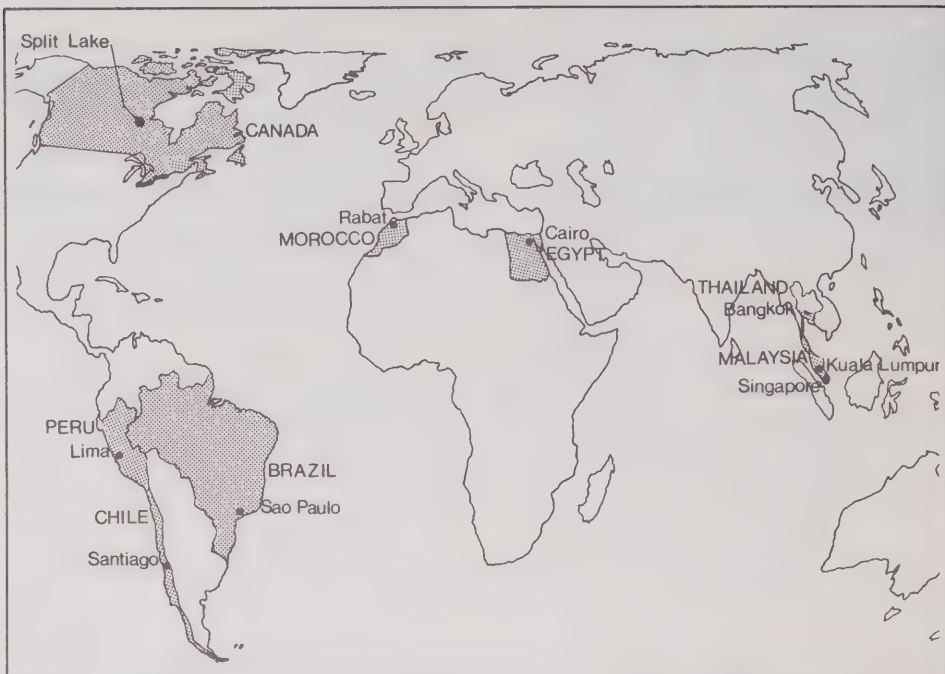 Split Lake
CANADA
Rabat
MOROCCO
Cairo
EGYPT
THAILAND
Bangkok
MALAYSIA
Kuala Lumpur
Singapore
PERU
Lima
BRAZIL
Sao Paulo
CHILE
Santiago